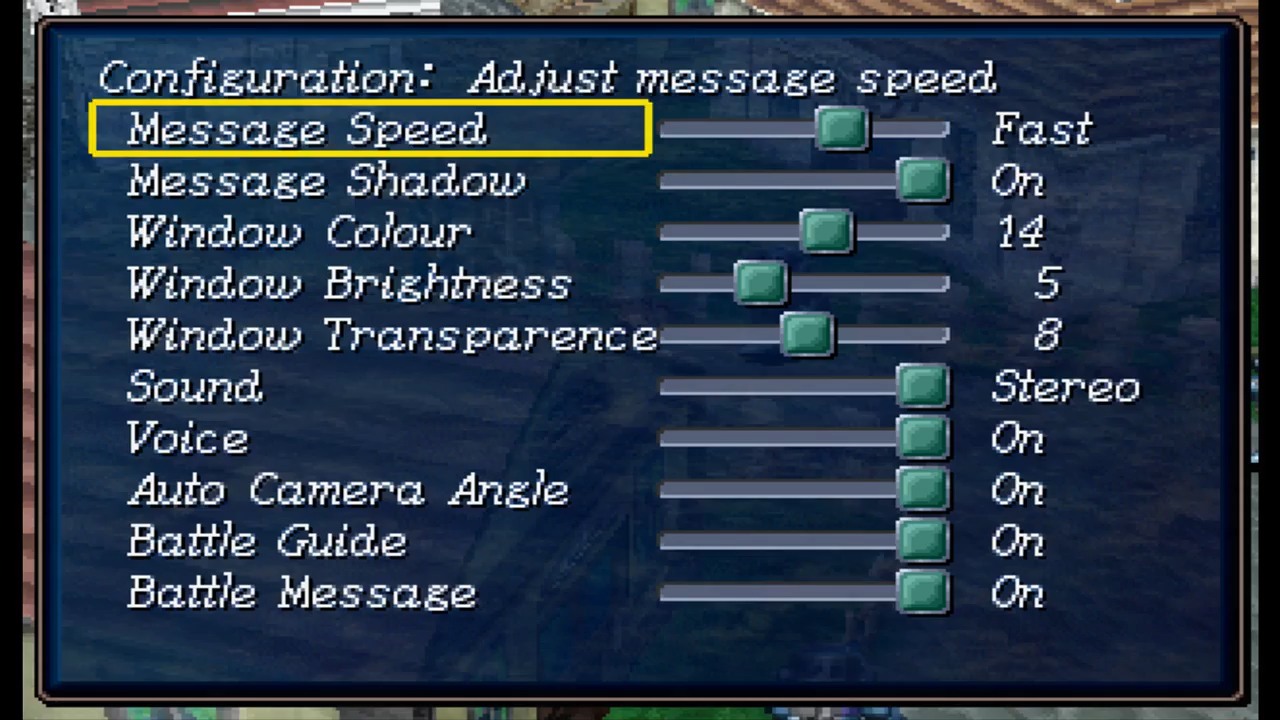 Configuration: Adjust message speed
Message Speed Fast
Message Shadow On
Window Colour 14
Window Brightness 5
Window Transparence 8
Sound Stereo
Voice On
Auto Camera Angle On
Battle Guide On
Battle Message On